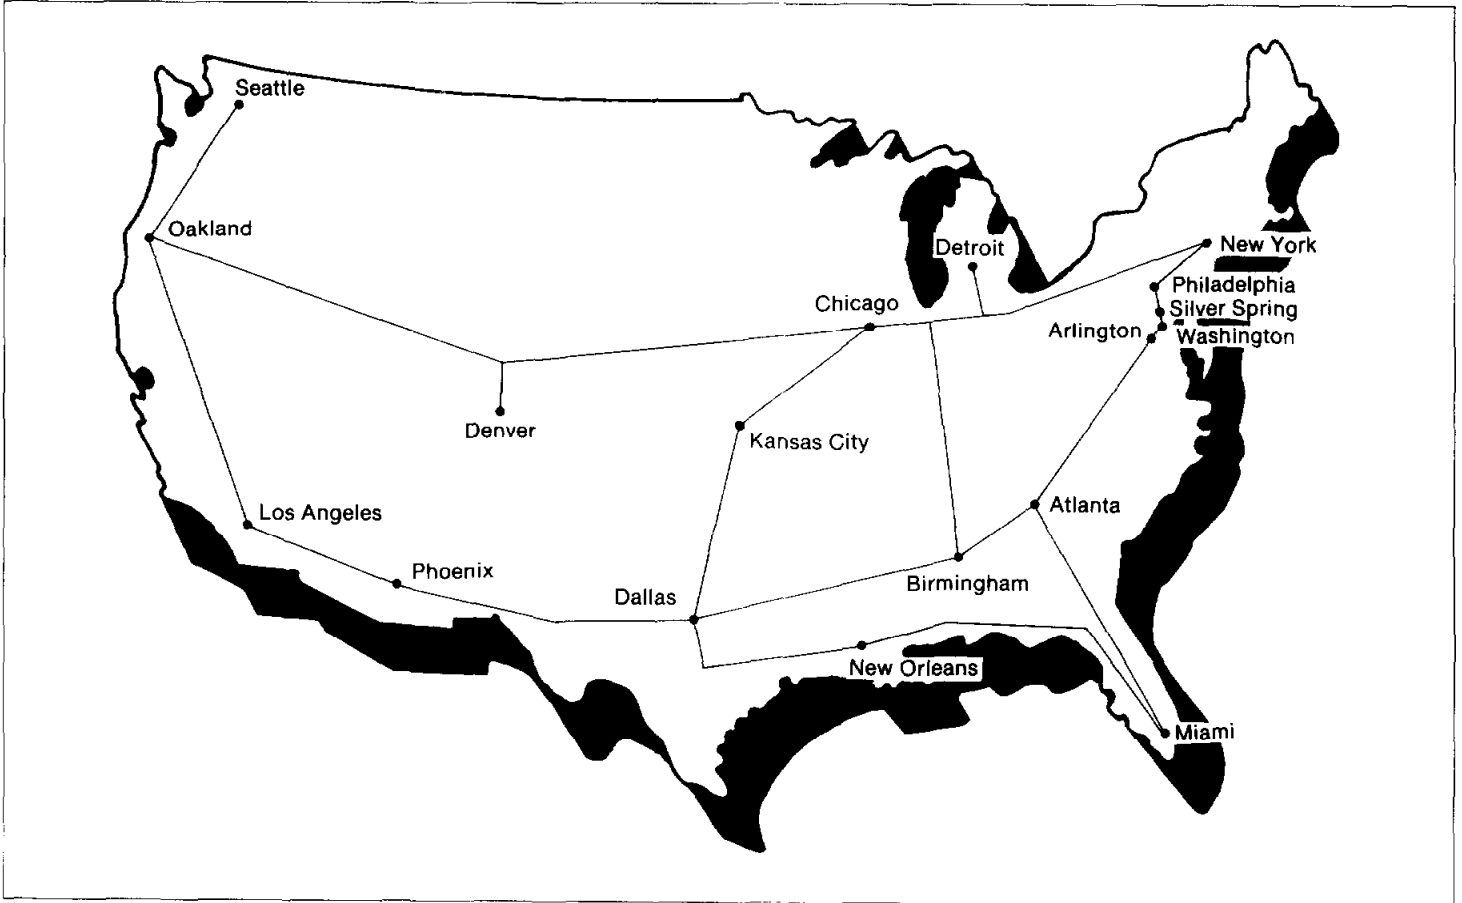 Seattle
Oakland
New York
Detroit
Philadelphia
Chicago
Silver Spring
Arlington
Washington
Denver
Kansas City
Los Angeles
Atlanta
Phoenix
Birmingham
Dallas
New Orleans
Miami